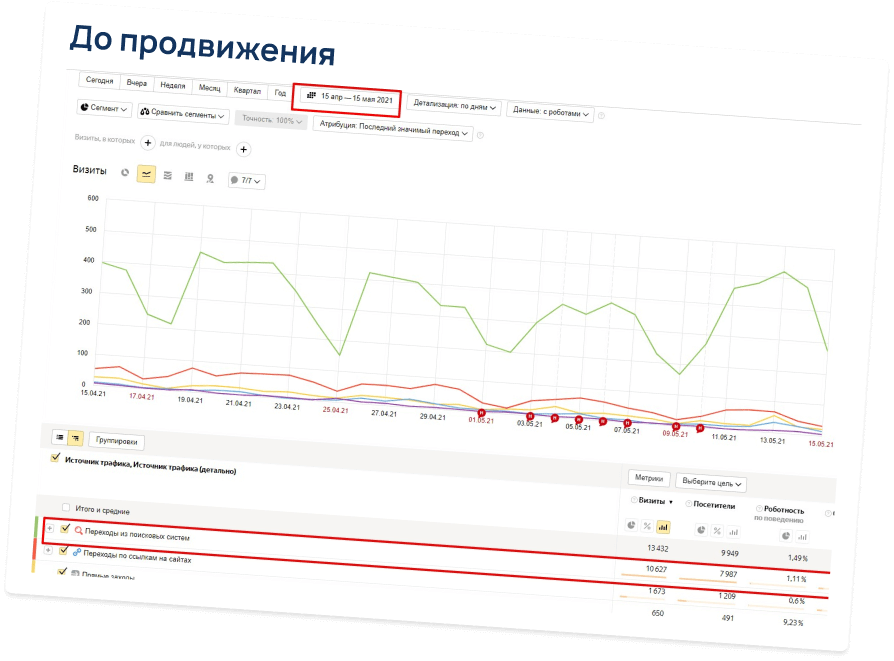 До продвижения
Сегодня Вчера Неделя Месяц Квартал Год 15 апр — 15 мая 2021 Детализация: по дням Данные: с роботами
Сегмент Сравнить сегменты Точность: 100% Атрибуция: Последний значимый переход
Визиты, в которых + для людей, у которых +
Визиты 7/7
600
500
400
300
200
100
0
15.04.21 17.04.21 19.04.21 21.04.21 23.04.21 25.04.21 27.04.21 29.04.21 01.05.21 03.05.21 05.05.21 07.05.21 09.05.21 11.05.21 13.05.21 15.05.21
Группировки
Источник трафика, Источник трафика (детально)
Метрики Выберите цель
Визиты ▼ Посетители Роботность
по поведению
%  %
Итого и средние 13 432 9 949 1,49%
+ Переходы из поисковых систем 10 627 7 987 1,11%
+ Переходы по ссылкам на сайтах 1 673 1 209 0,6%
Прямые заходы 650 491 9,23%